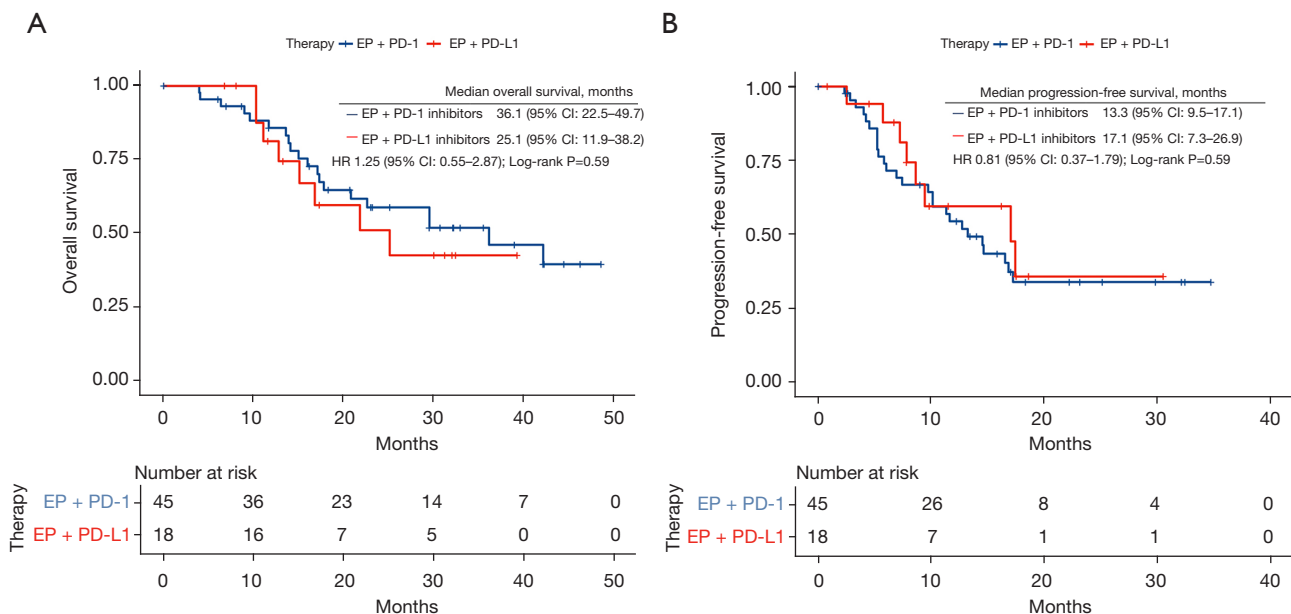 A
Therapy EP + PD-1 EP + PD-L1
Median overall survival, months
EP + PD-1 inhibitors 36.1 (95% CI: 22.5–49.7)
EP + PD-L1 inhibitors 25.1 (95% CI: 11.9–38.2)
HR 1.25 (95% CI: 0.55–2.87); Log-rank P=0.59
Overall survival
1.00
0.75
0.50
0.25
0.00
0 10 20 30 40 50
Months
Number at risk
Therapy
EP + PD-1 45 36 23 14 7 0
EP + PD-L1 18 16 7 5 0 0
0 10 20 30 40 50
Months
B
Therapy EP + PD-1 EP + PD-L1
Median progression-free survival, months
EP + PD-1 inhibitors 13.3 (95% CI: 9.5–17.1)
EP + PD-L1 inhibitors 17.1 (95% CI: 7.3–26.9)
HR 0.81 (95% CI: 0.37–1.79); Log-rank P=0.59
Progression-free survival
1.00
0.75
0.50
0.25
0.00
0 10 20 30 40
Months
Number at risk
Therapy
EP + PD-1 45 26 8 4 0
EP + PD-L1 18 7 1 1 0
0 10 20 30 40
Months